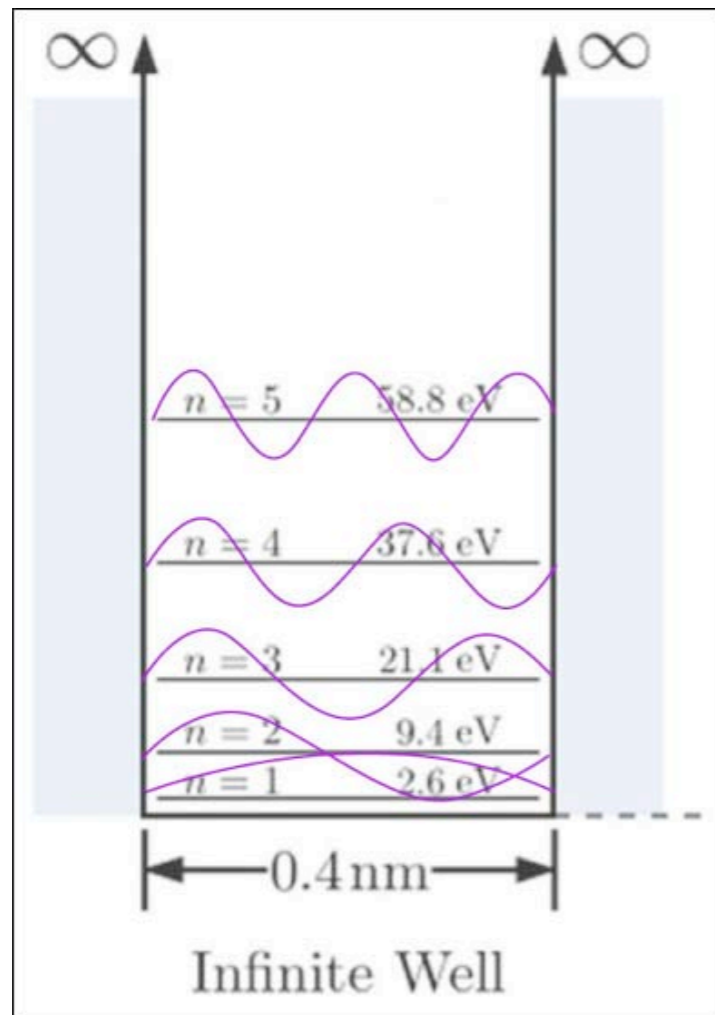 ∞ ∞
n = 5 58.8 eV
n = 4 37.6 eV
n = 3 21.1 eV
n = 2 9.4 eV
n = 1 2.6 eV
0.4 nm
Infinite Well